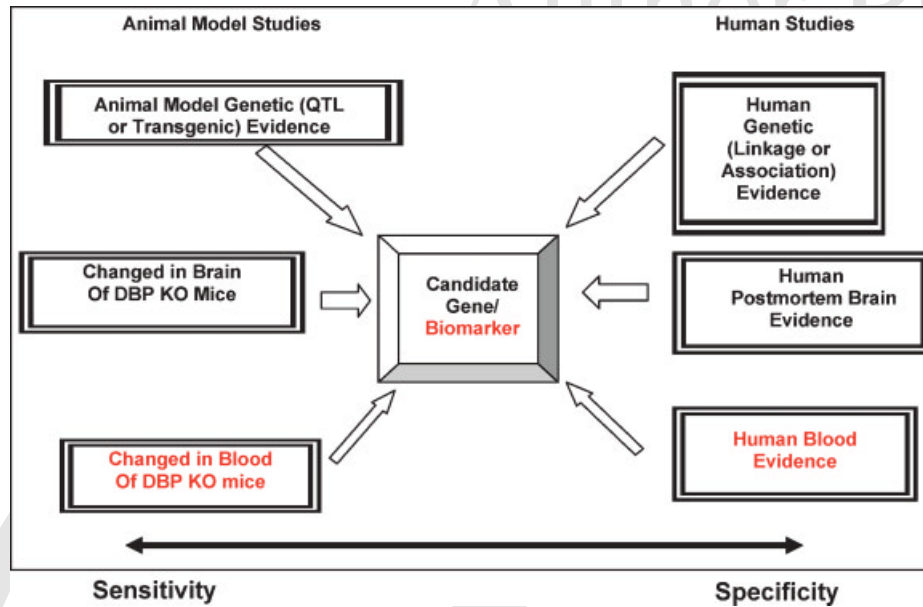 Animal Model Studies
Human Studies
Animal Model Genetic (QTL
or Transgenic) Evidence
Human
Genetic
(Linkage or
Association)
Evidence
Changed in Brain
Of DBP KO Mice
Candidate
Gene/
Biomarker
Human
Postmortem Brain
Evidence
Changed in Blood
Of DBP KO mice
Human Blood
Evidence
Sensitivity
Specificity